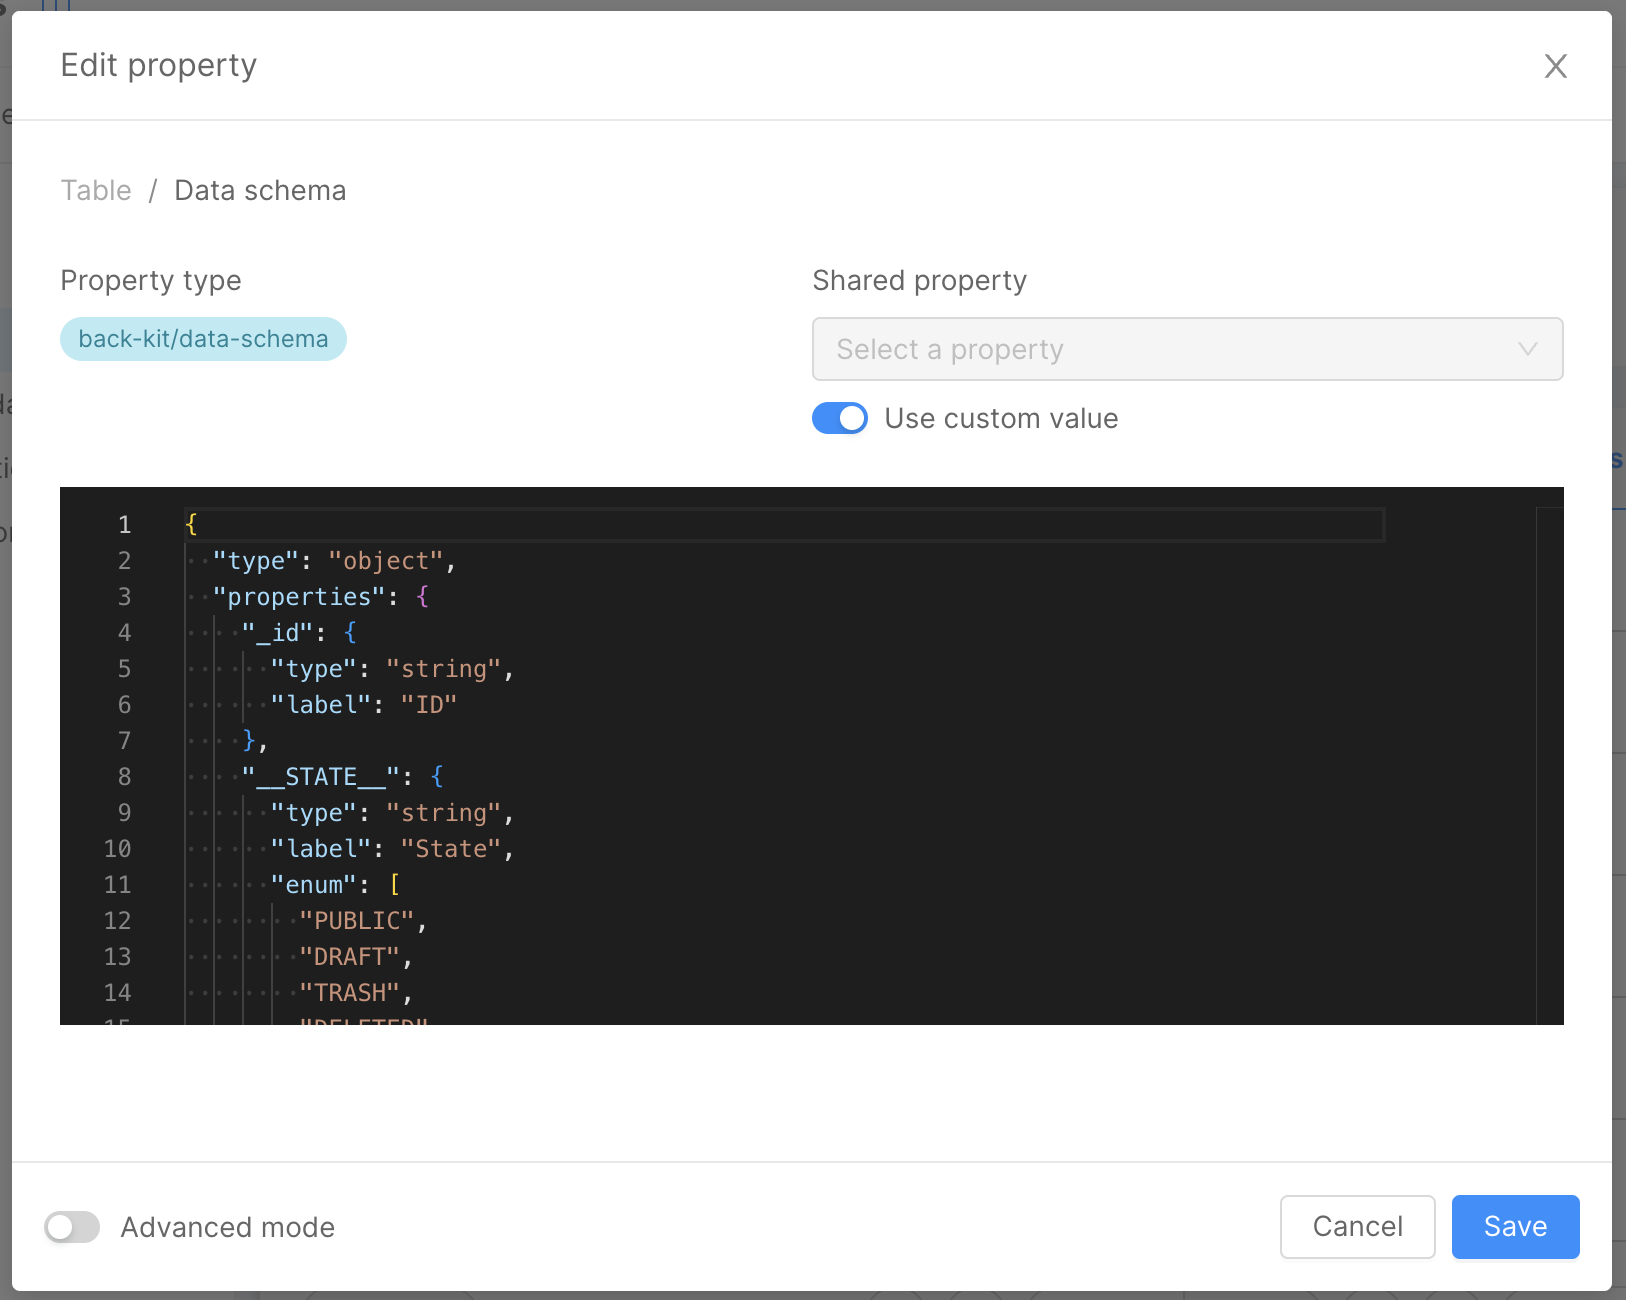 Edit property
Table / Data schema
Property type
Shared property
back-kit/data-schema
Select a property
Use custom value
1 {
2 "type": "object",
3 "properties": {
4 "_id": {
5 "type": "string",
6 "label": "ID"
7 },
8 "__STATE__": {
9 "type": "string",
10 "label": "State",
11 "enum": [
12 "PUBLIC",
13 "DRAFT",
14 "TRASH",
15 "DELETED"
Advanced mode
Cancel
Save